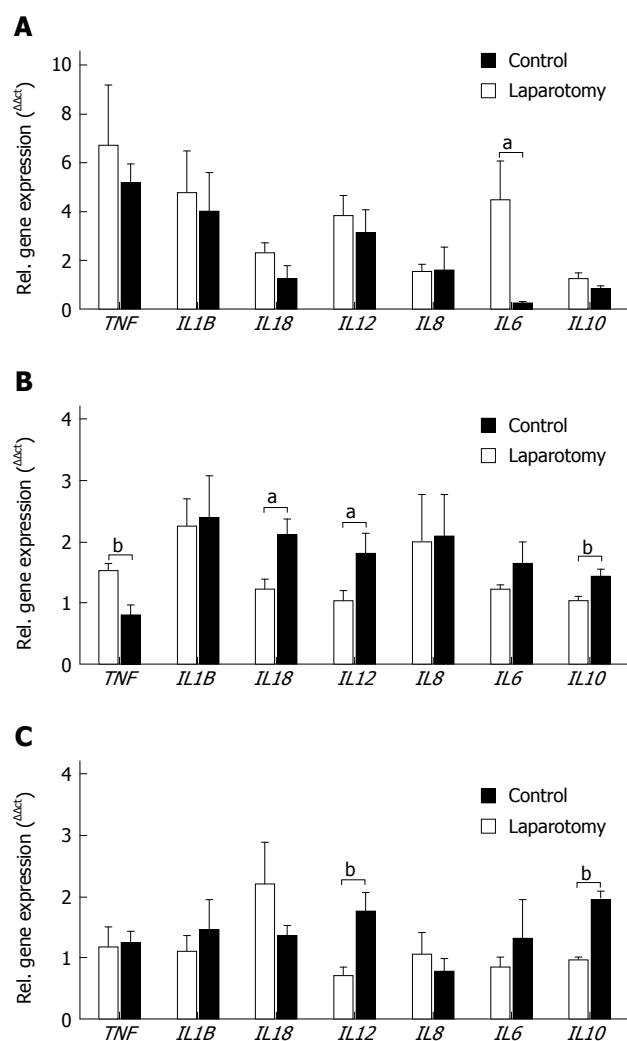 A
Rel. gene expression (ΔΔct)
10
8
6
4
2
0
Control
Laparotomy
a
TNF IL1B IL18 IL12 IL8 IL6 IL10
B
Rel. gene expression (ΔΔct)
4
3
2
1
0
Control
Laparotomy
b a a b
TNF IL1B IL18 IL12 IL8 IL6 IL10
C
Rel. gene expression (ΔΔct)
4
3
2
1
0
Control
Laparotomy
b b
TNF IL1B IL18 IL12 IL8 IL6 IL10